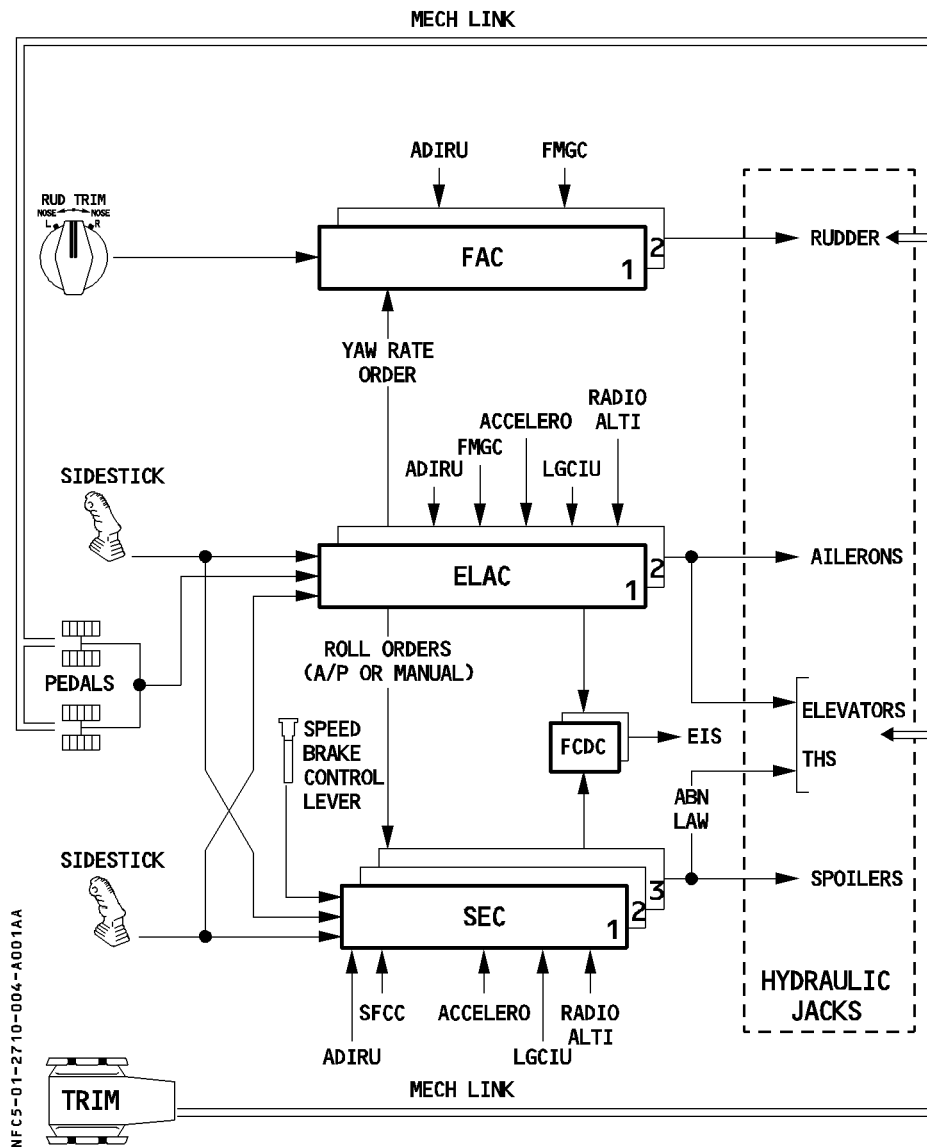 MECH LINK
ADIRU
FMGC
RUD TRIM
NOSE NOSE
L R
FAC
1
2
RUDDER
YAW RATE
ORDER
RADIO
ALTI
ACCELERO
FMGC
ADIRU
LGCIU
SIDESTICK
ELAC
1
2
AILERONS
ROLL ORDERS
(A/P OR MANUAL)
PEDALS
SPEED
BRAKE
CONTROL
LEVER
FCDC
EIS
ELEVATORS
THS
ABN
LAW
SIDESTICK
SEC
1
2
3
SPOILERS
HYDRAULIC
JACKS
SFCC
ACCELERO
RADIO
ALTI
ADIRU
LGCIU
TRIM
MECH LINK
NFC5-01-2710-004-A001AA